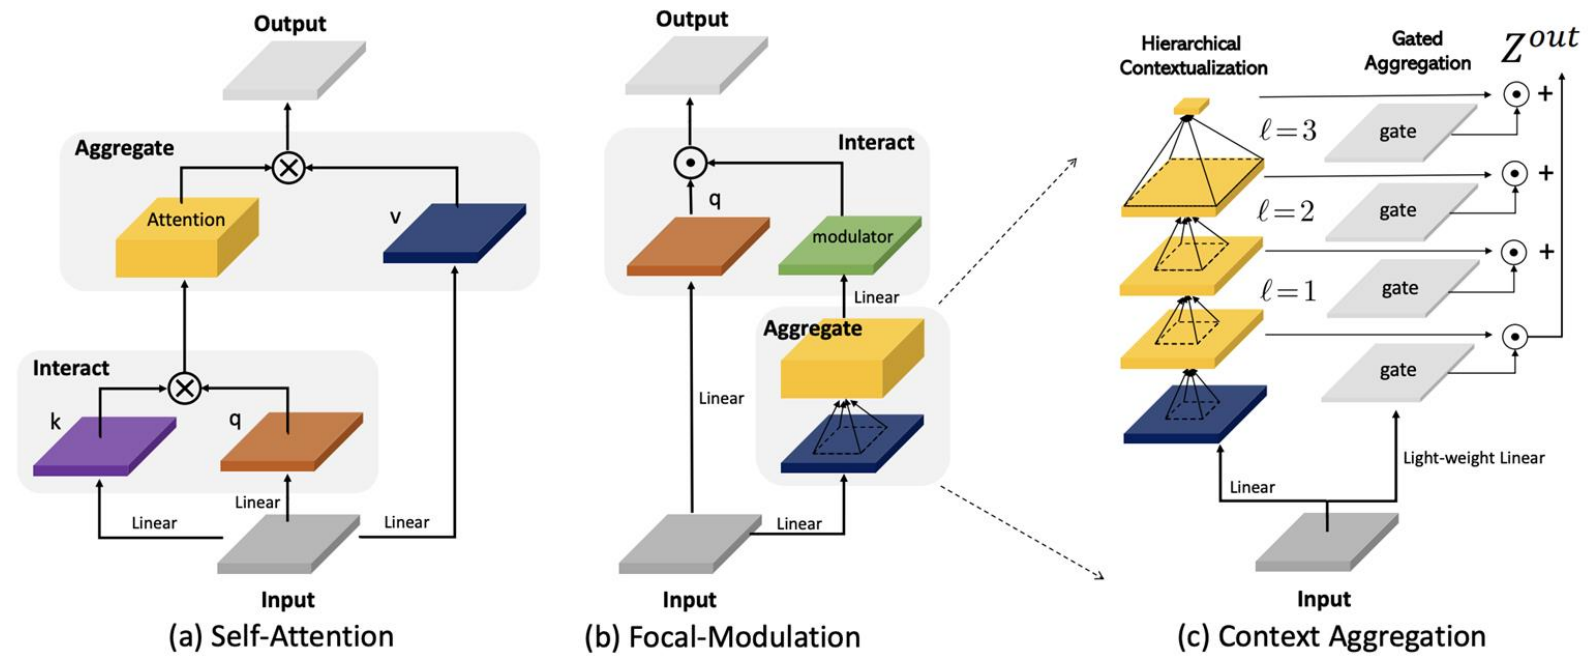 Output
Aggregate
Attention
v
Interact
k
q
Linear
Linear
Linear
Input
(a) Self-Attention
Output
Interact
q
modulator
Linear
Aggregate
Linear
Linear
Input
(b) Focal-Modulation
Hierarchical
Contextualization
Gated
Aggregation
Z^{out}
+
ℓ=3
gate
+
ℓ=2
gate
+
ℓ=1
gate
gate
Light-weight Linear
Linear
Input
(c) Context Aggregation